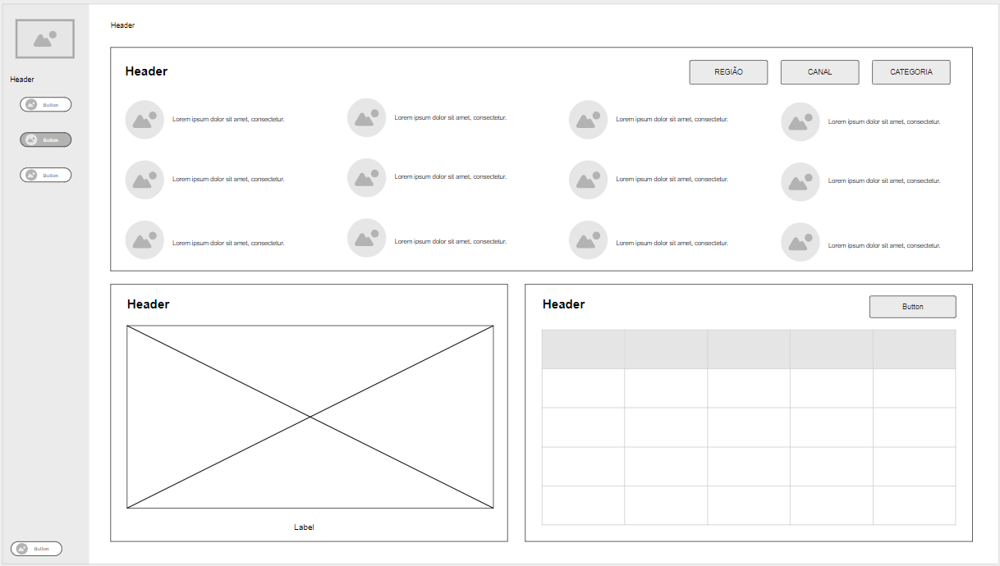 Header
Button
Button
Button
Button
Header
Header
REGIÃO
CANAL
CATEGORIA
Lorem ipsum dolor sit amet, consectetur.
Lorem ipsum dolor sit amet, consectetur.
Lorem ipsum dolor sit amet, consectetur.
Lorem ipsum dolor sit amet, consectetur.
Lorem ipsum dolor sit amet, consectetur.
Lorem ipsum dolor sit amet, consectetur.
Lorem ipsum dolor sit amet, consectetur.
Lorem ipsum dolor sit amet, consectetur.
Lorem ipsum dolor sit amet, consectetur.
Lorem ipsum dolor sit amet, consectetur.
Lorem ipsum dolor sit amet, consectetur.
Lorem ipsum dolor sit amet, consectetur.
Header
Label
Header
Button